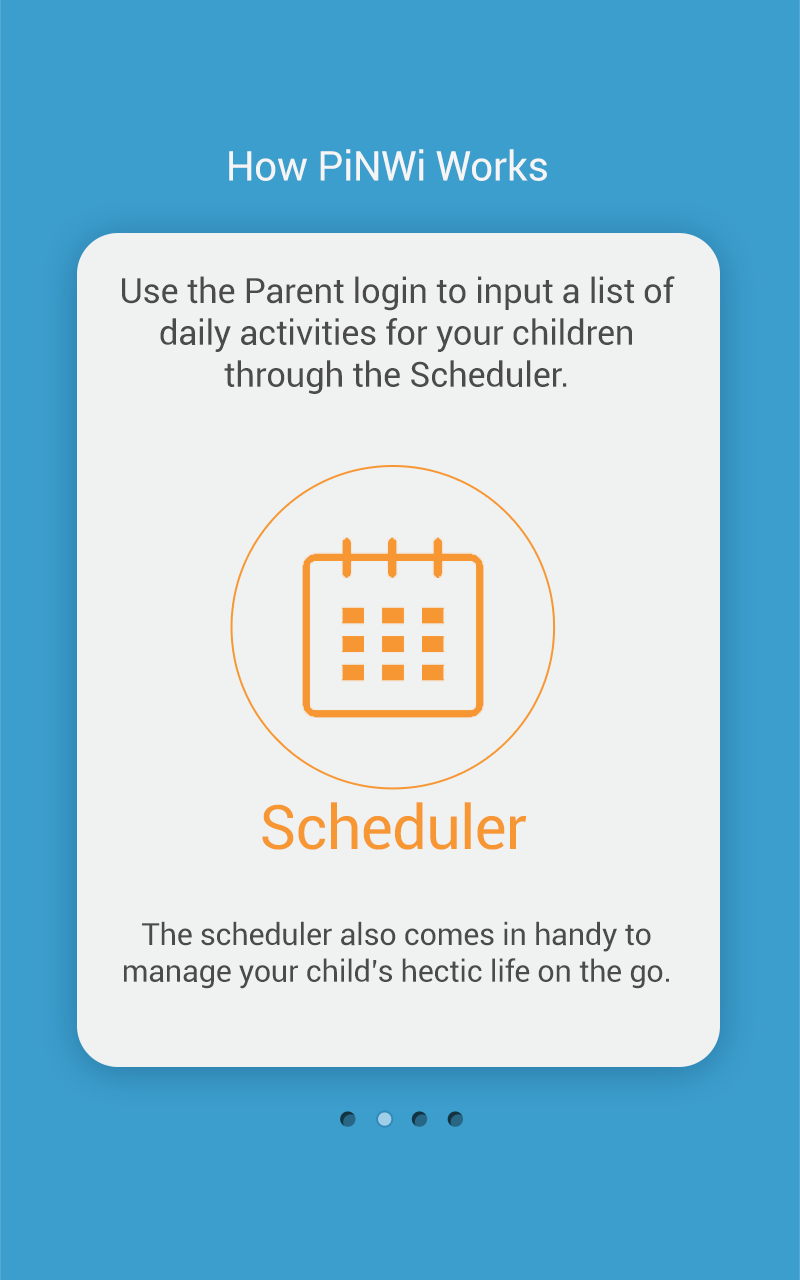 How PiNWi Works
Use the Parent login to input a list of
daily activities for your children
through the Scheduler.
Scheduler
The scheduler also comes in handy to
manage your child's hectic life on the go.